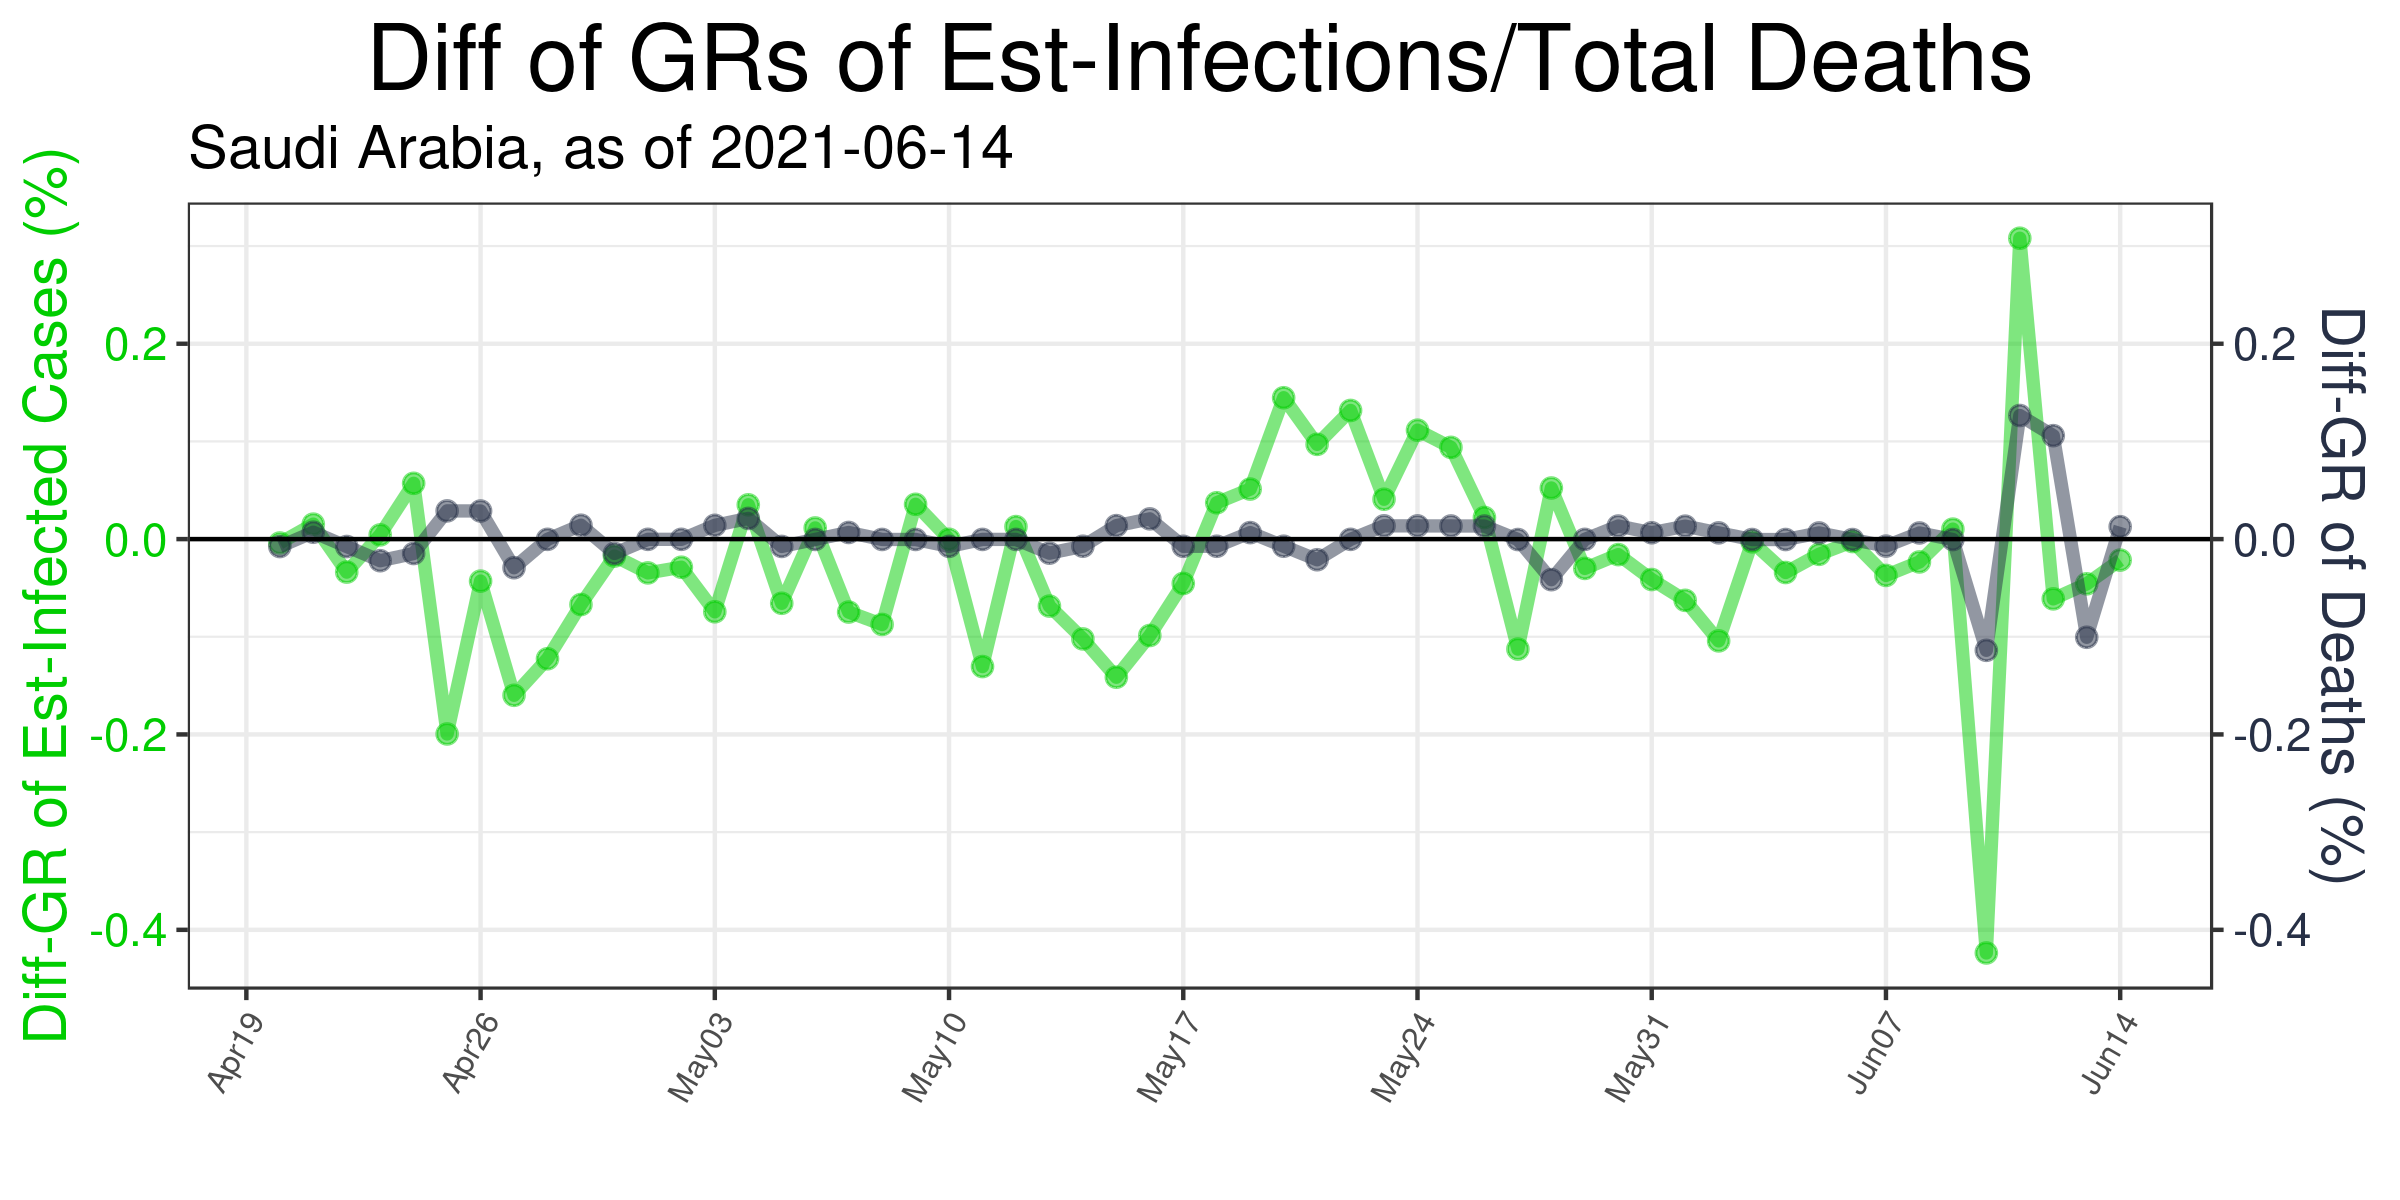 Diff of GRs of Est-Infections/Total Deaths
Saudi Arabia, as of 2021-06-14
Diff-GR of Est-Infected Cases (%)
0.2
0.0
-0.2
-0.4
0.2
0.0
-0.2
-0.4
Diff-GR of Deaths (%)
Apr19
Apr26
May03
May10
May17
May24
May31
Jun07
Jun14